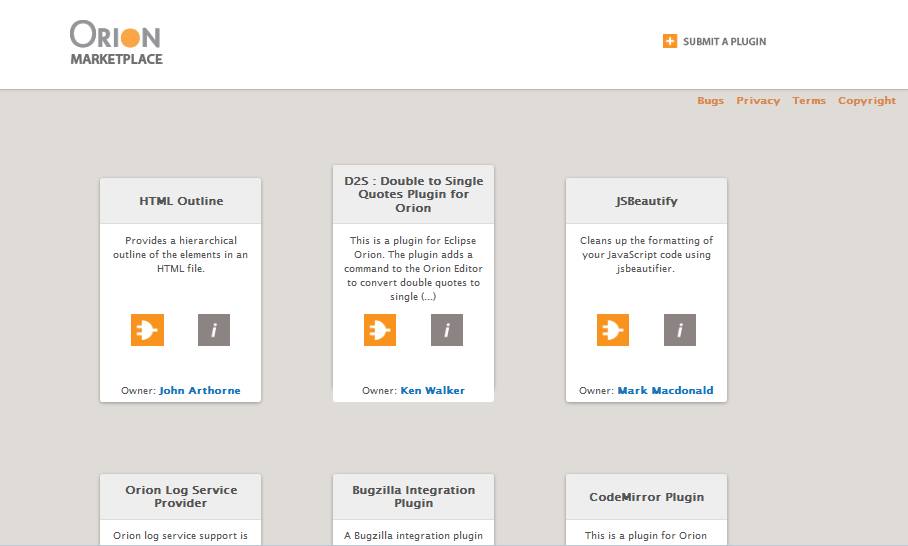 ORION
MARKETPLACE
SUBMIT A PLUGIN
Bugs Privacy Terms Copyright
HTML Outline
Provides a hierarchical
outline of the elements in an
HTML file.
i
Owner: John Arthorne
D2S : Double to Single
Quotes Plugin for
Orion
This is a plugin for Eclipse
Orion. The plugin adds a
command to the Orion Editor
to convert double quotes to
single (...)
i
Owner: Ken Walker
JSBeautify
Cleans up the formatting of
your JavaScript code using
jsbeautifier.
i
Owner: Mark Macdonald
Orion Log Service
Provider
Orion log service support is
Bugzilla Integration
Plugin
A Bugzilla integration plugin
CodeMirror Plugin
This is a plugin for Orion